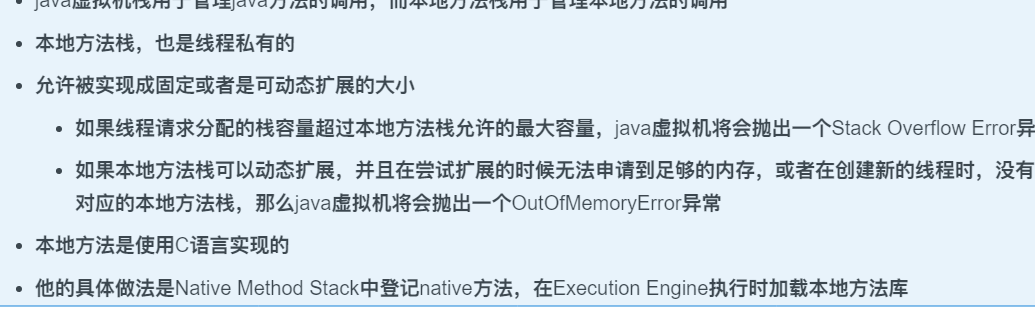 java虚拟机栈用于管理java方法的调用，而本地方法栈用于管理本地方法的调用
本地方法栈，也是线程私有的
允许被实现成固定或者是可动态扩展的大小
如果线程请求分配的栈容量超过本地方法栈允许的最大容量，java虚拟机将会抛出一个Stack Overflow Error异
如果本地方法栈可以动态扩展，并且在尝试扩展的时候无法申请到足够的内存，或者在创建新的线程时，没有
对应的本地方法栈，那么java虚拟机将会抛出一个OutOfMemoryError异常
本地方法是使用C语言实现的
他的具体做法是Native Method Stack中登记native方法，在Execution Engine执行时加载本地方法库